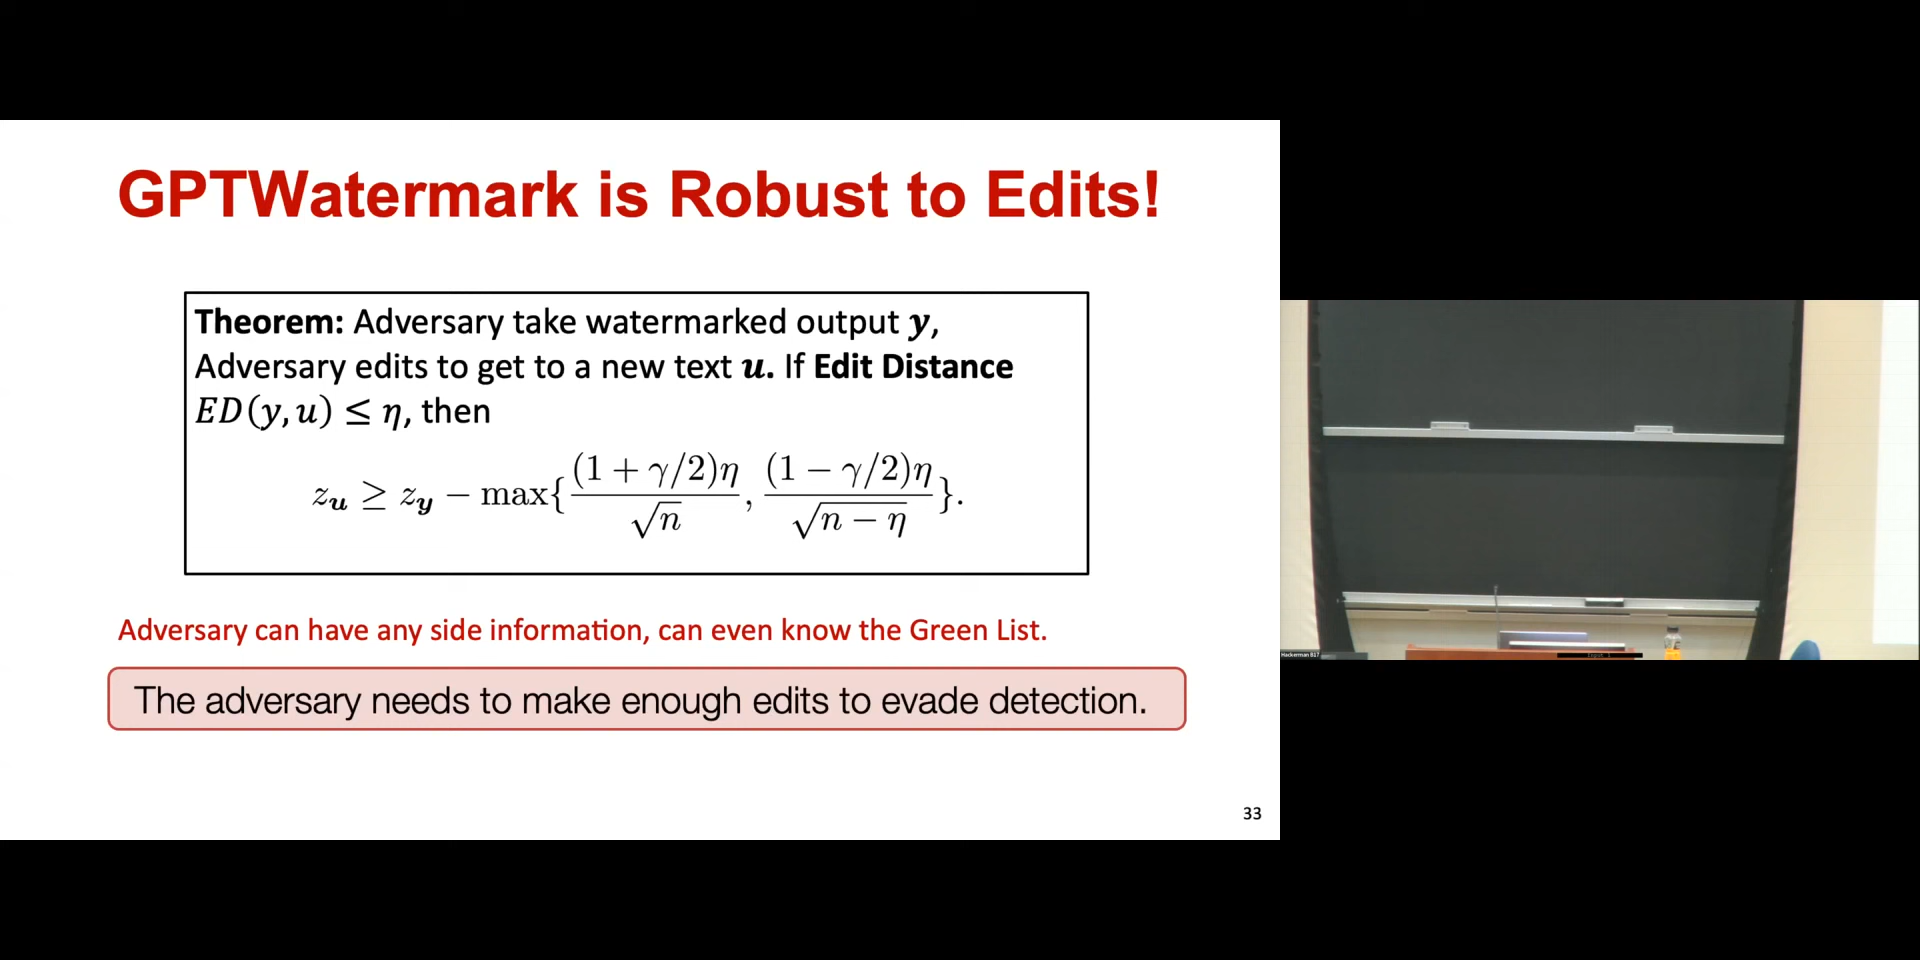 GPTWatermark is Robust to Edits!
Theorem: Adversary take watermarked output y,
Adversary edits to get to a new text u. If Edit Distance
ED(y, u) ≤ η, then
z_u ≥ z_y − max{(1 + γ/2)η / √n, (1 − γ/2)η / √(n − η)}.
Adversary can have any side information, can even know the Green List.
The adversary needs to make enough edits to evade detection.
33
Hackerman B17